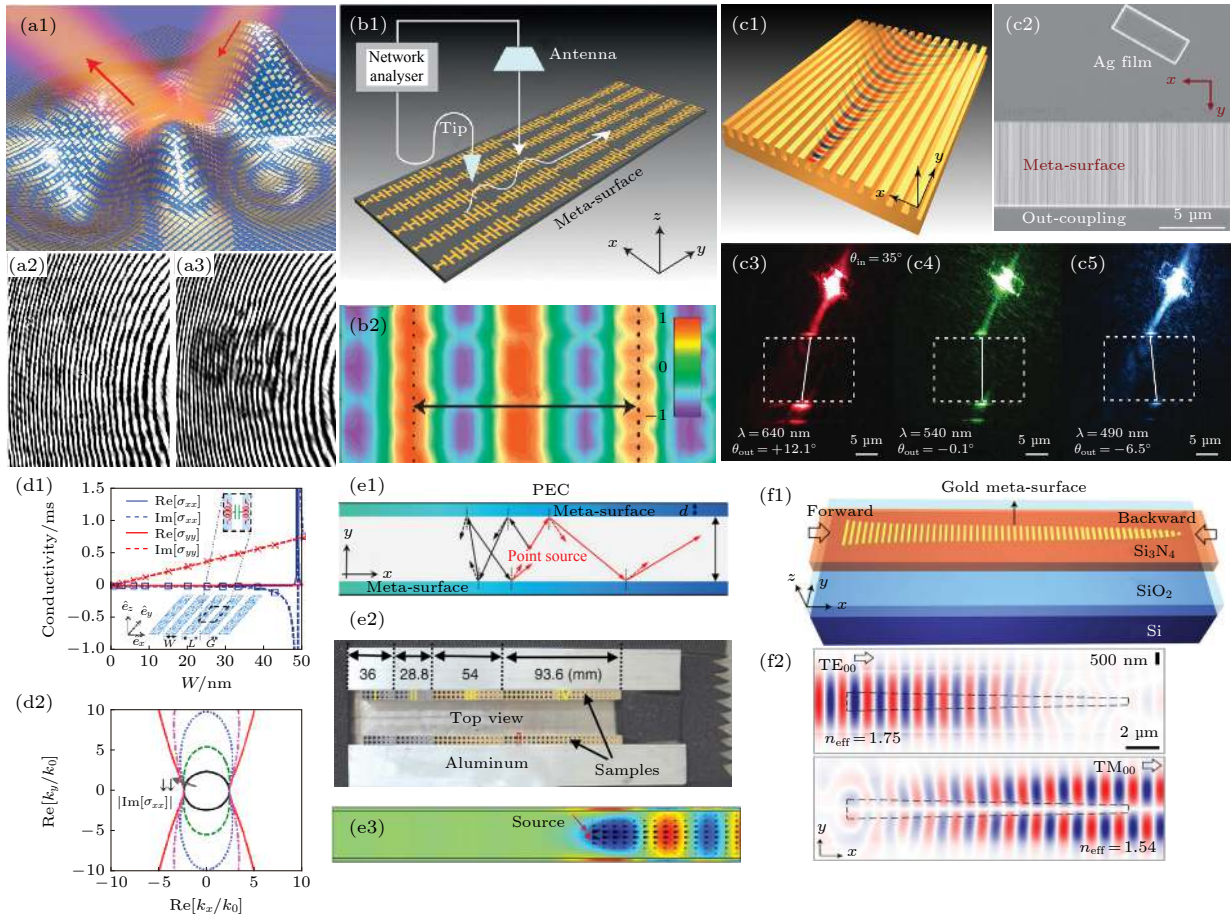 (a1)
(a2)
(a3)
(b1)
Network
analyser
Antenna
Tip
Meta-surface
z
x
y
(b2)
1
0
−1
(c1)
y
x
(c2)
Ag film
x
y
Meta-surface
Out-coupling
5 µm
(c3)
θin = 35°
λ = 640 nm
θout = +12.1°
5 µm
(c4)
λ = 540 nm
θout = −0.1°
5 µm
(c5)
λ = 490 nm
θout = −6.5°
5 µm
(d1)
Conductivity/ms
1.5
1.0
0.5
0
−0.5
−1.0
Re[σxx]
Im[σxx]
Re[σyy]
Im[σyy]
êz
êy
ex
W
L
G
0
10
20
30
40
50
W/nm
(d2)
Re[ky/k0]
10
5
0
−5
−10
|Im[σxx]|
−10
−5
0
5
10
Re[kx/k0]
(e1)
PEC
Meta-surface
d
y
x
Point source
Meta-surface
(e2)
36
28.8
54
93.6 (mm)
Top view
Samples
Aluminum
(e3)
Source
(f1)
Gold meta-surface
Forward
Backward
Si3N4
SiO2
Si
z
y
x
(f2)
TE00
500 nm
neff = 1.75
2 µm
TM00
y
x
neff = 1.54